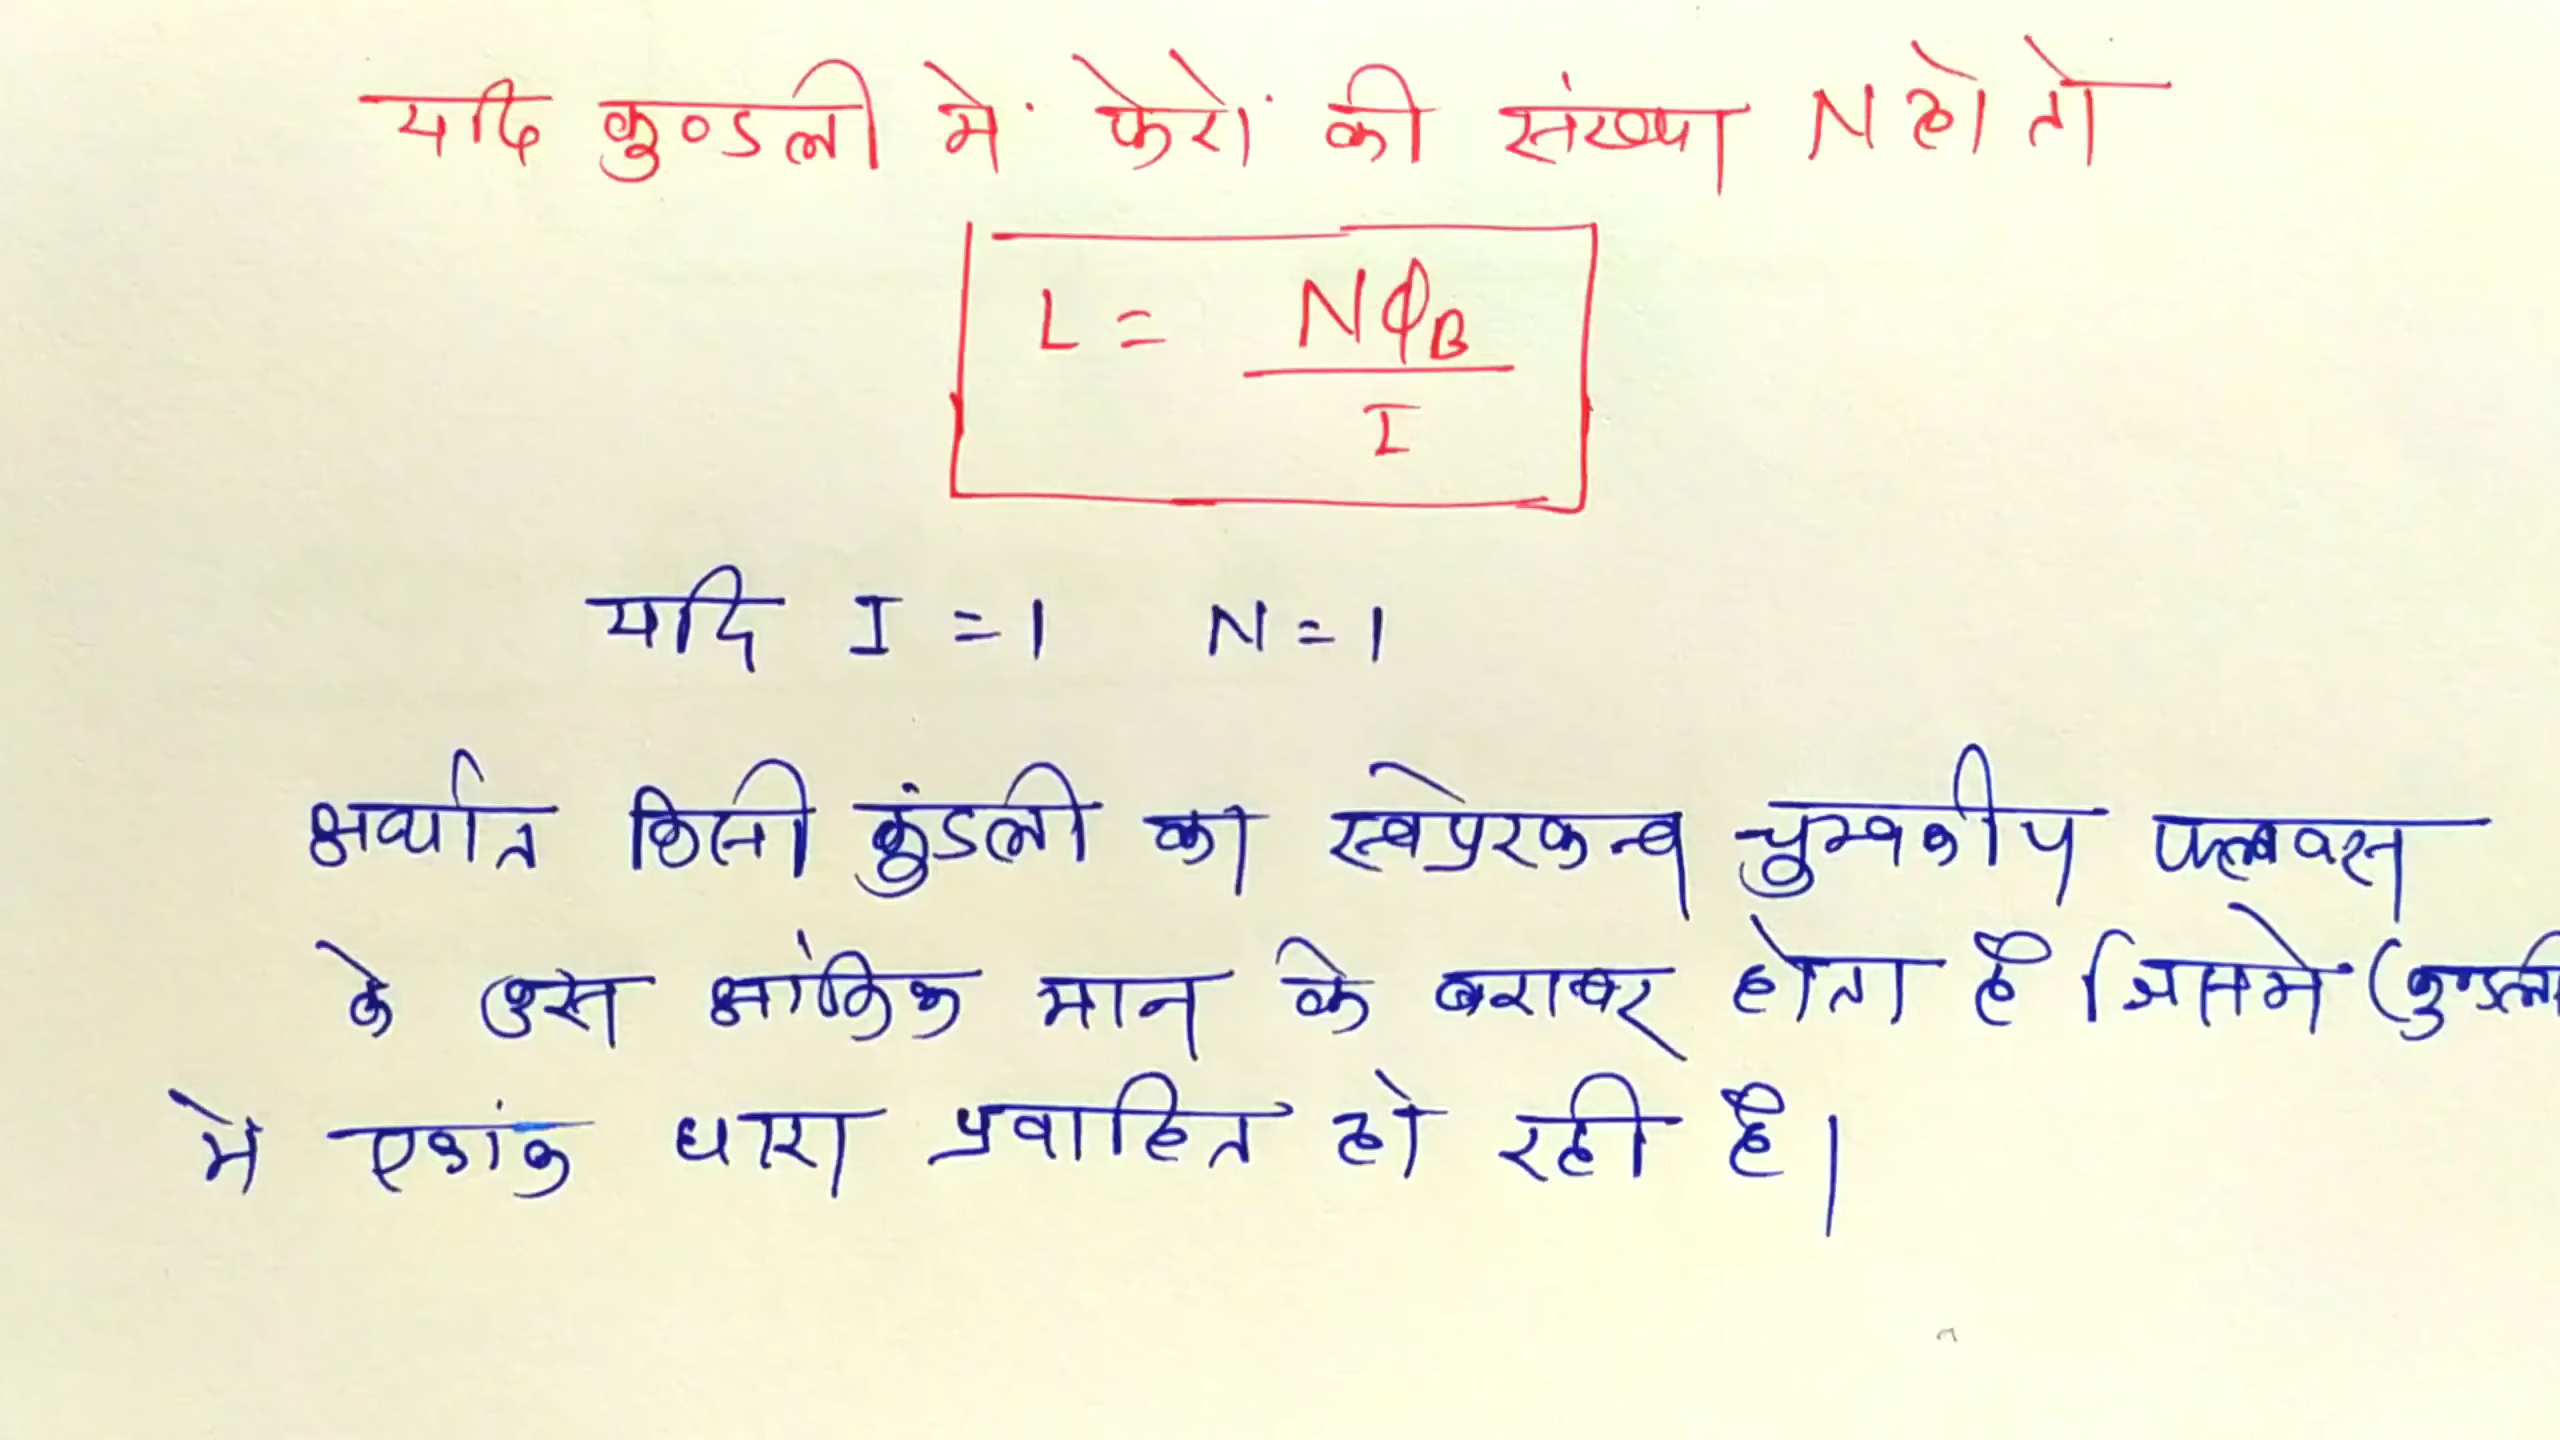 यदि कुण्डली में फेरों की संख्या N हो तो
L = NΦB / I
यदि I = 1 N = 1
अर्थात किसी कुंडली का स्वप्रेरकत्व चुम्बकीय फ्लक्स
के उस आंकिक मान के बराबर होता है जिसमे (कुण्डली
मे एकांक धारा प्रवाहित हो रही है।